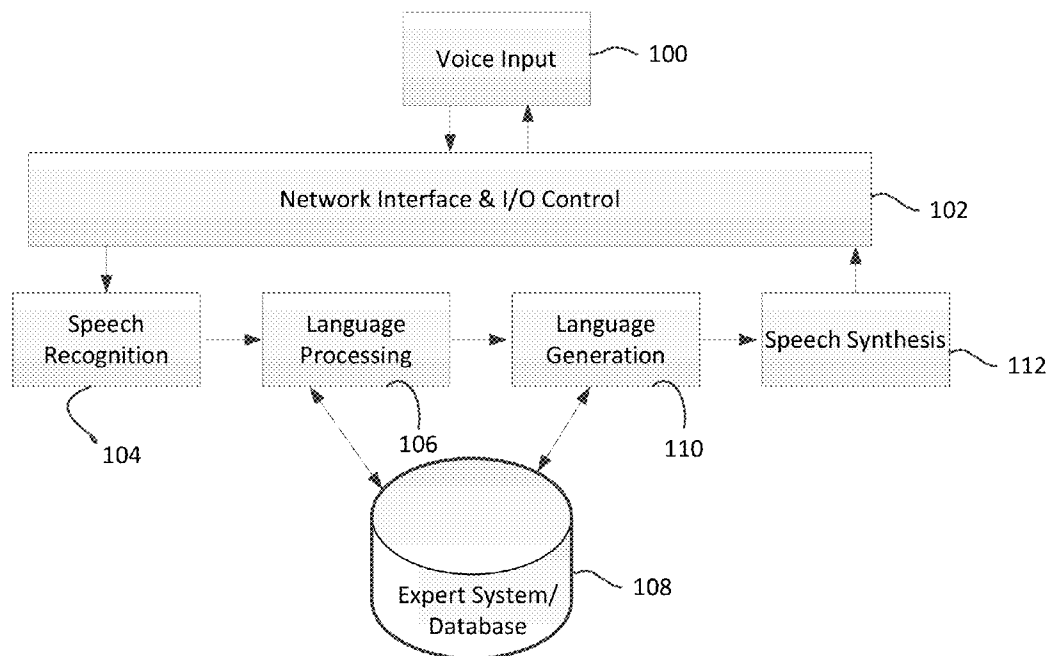 Voice Input
100
Network Interface & I/O Control
102
Speech
Recognition
Language
Processing
Language
Generation
Speech Synthesis
112
104
106
110
Expert System/
Database
108